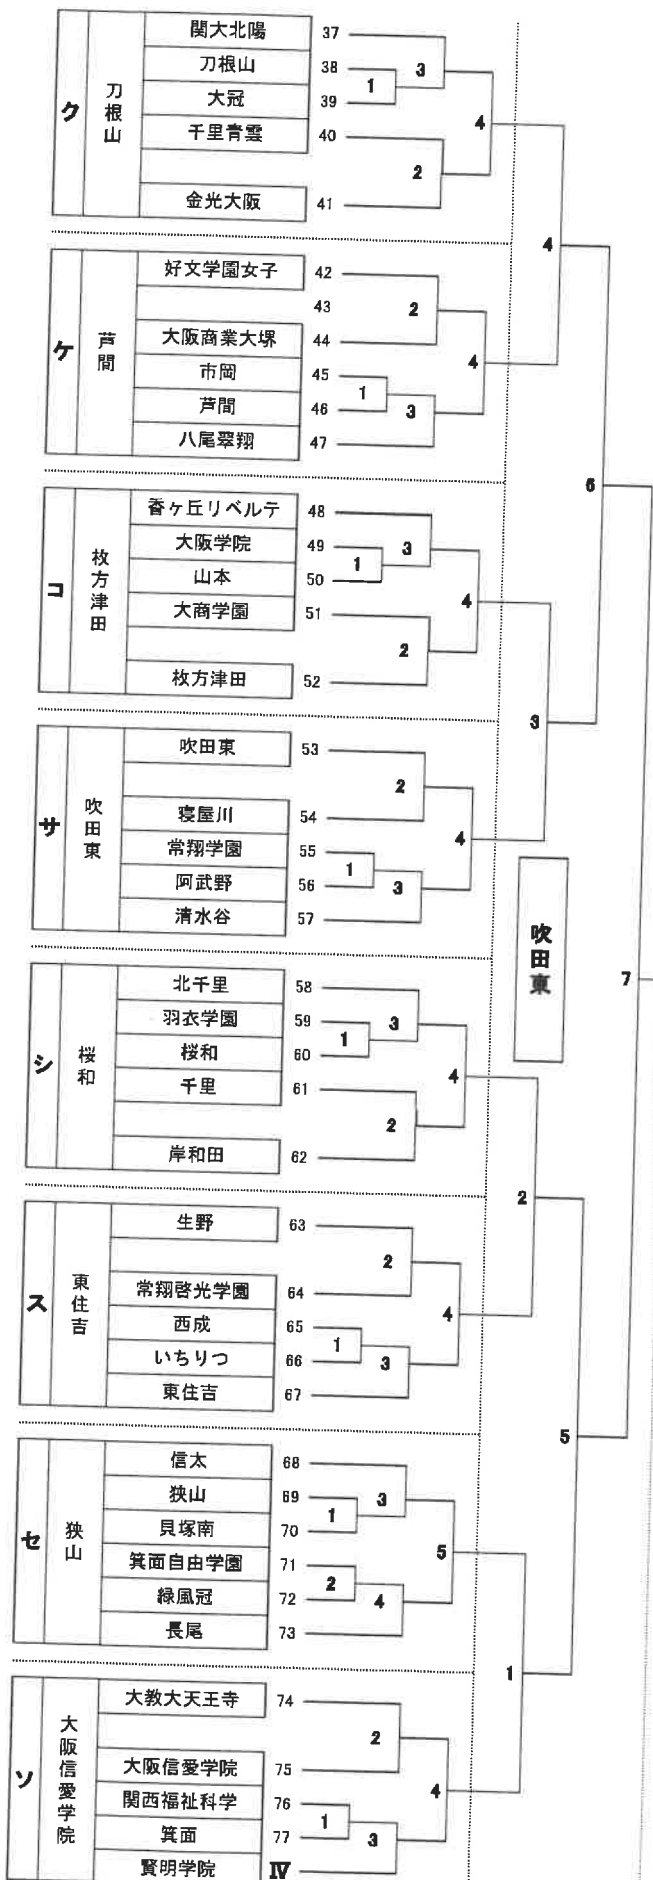 ク
刀根山
関大北陽 37
刀根山 38
大冠 39
千里青雲 40
金光大阪 41
1
3
2
4
4
ケ
芦間
好文学園女子 42
43
大阪商業大堺 44
市岡 45
芦間 46
八尾翠翔 47
2
1
3
4
6
コ
枚方津田
香ヶ丘リベルテ 48
大阪学院 49
山本 50
大商学園 51
枚方津田 52
1
3
2
4
3
サ
吹田東
吹田東 53
寝屋川 54
常翔学園 55
阿武野 56
清水谷 57
2
1
3
4
吹田東
7
シ
桜和
北千里 58
羽衣学園 59
桜和 60
千里 61
岸和田 62
1
3
2
4
2
ス
東住吉
生野 63
常翔啓光学園 64
西成 65
いちりつ 66
東住吉 67
2
1
3
4
5
セ
狭山
信太 68
狭山 69
貝塚南 70
箕面自由学園 71
緑風冠 72
長尾 73
1
3
2
4
5
1
ソ
大阪信愛学院
大教大天王寺 74
大阪信愛学院 75
関西福祉科学 76
箕面 77
賢明学院 Ⅳ
2
1
3
4